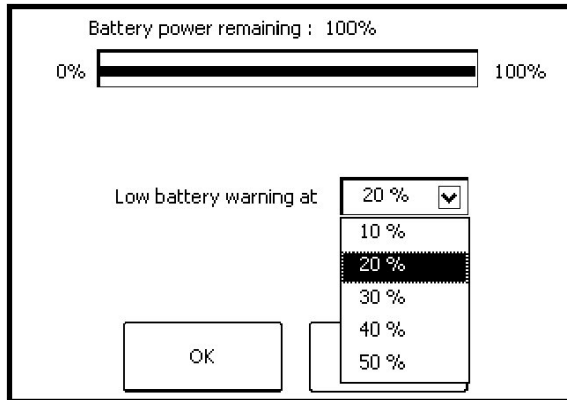 Battery power remaining : 100%
0% 100%
Low battery warning at 20 %
10 %
20 %
30 %
40 %
OK
50 %